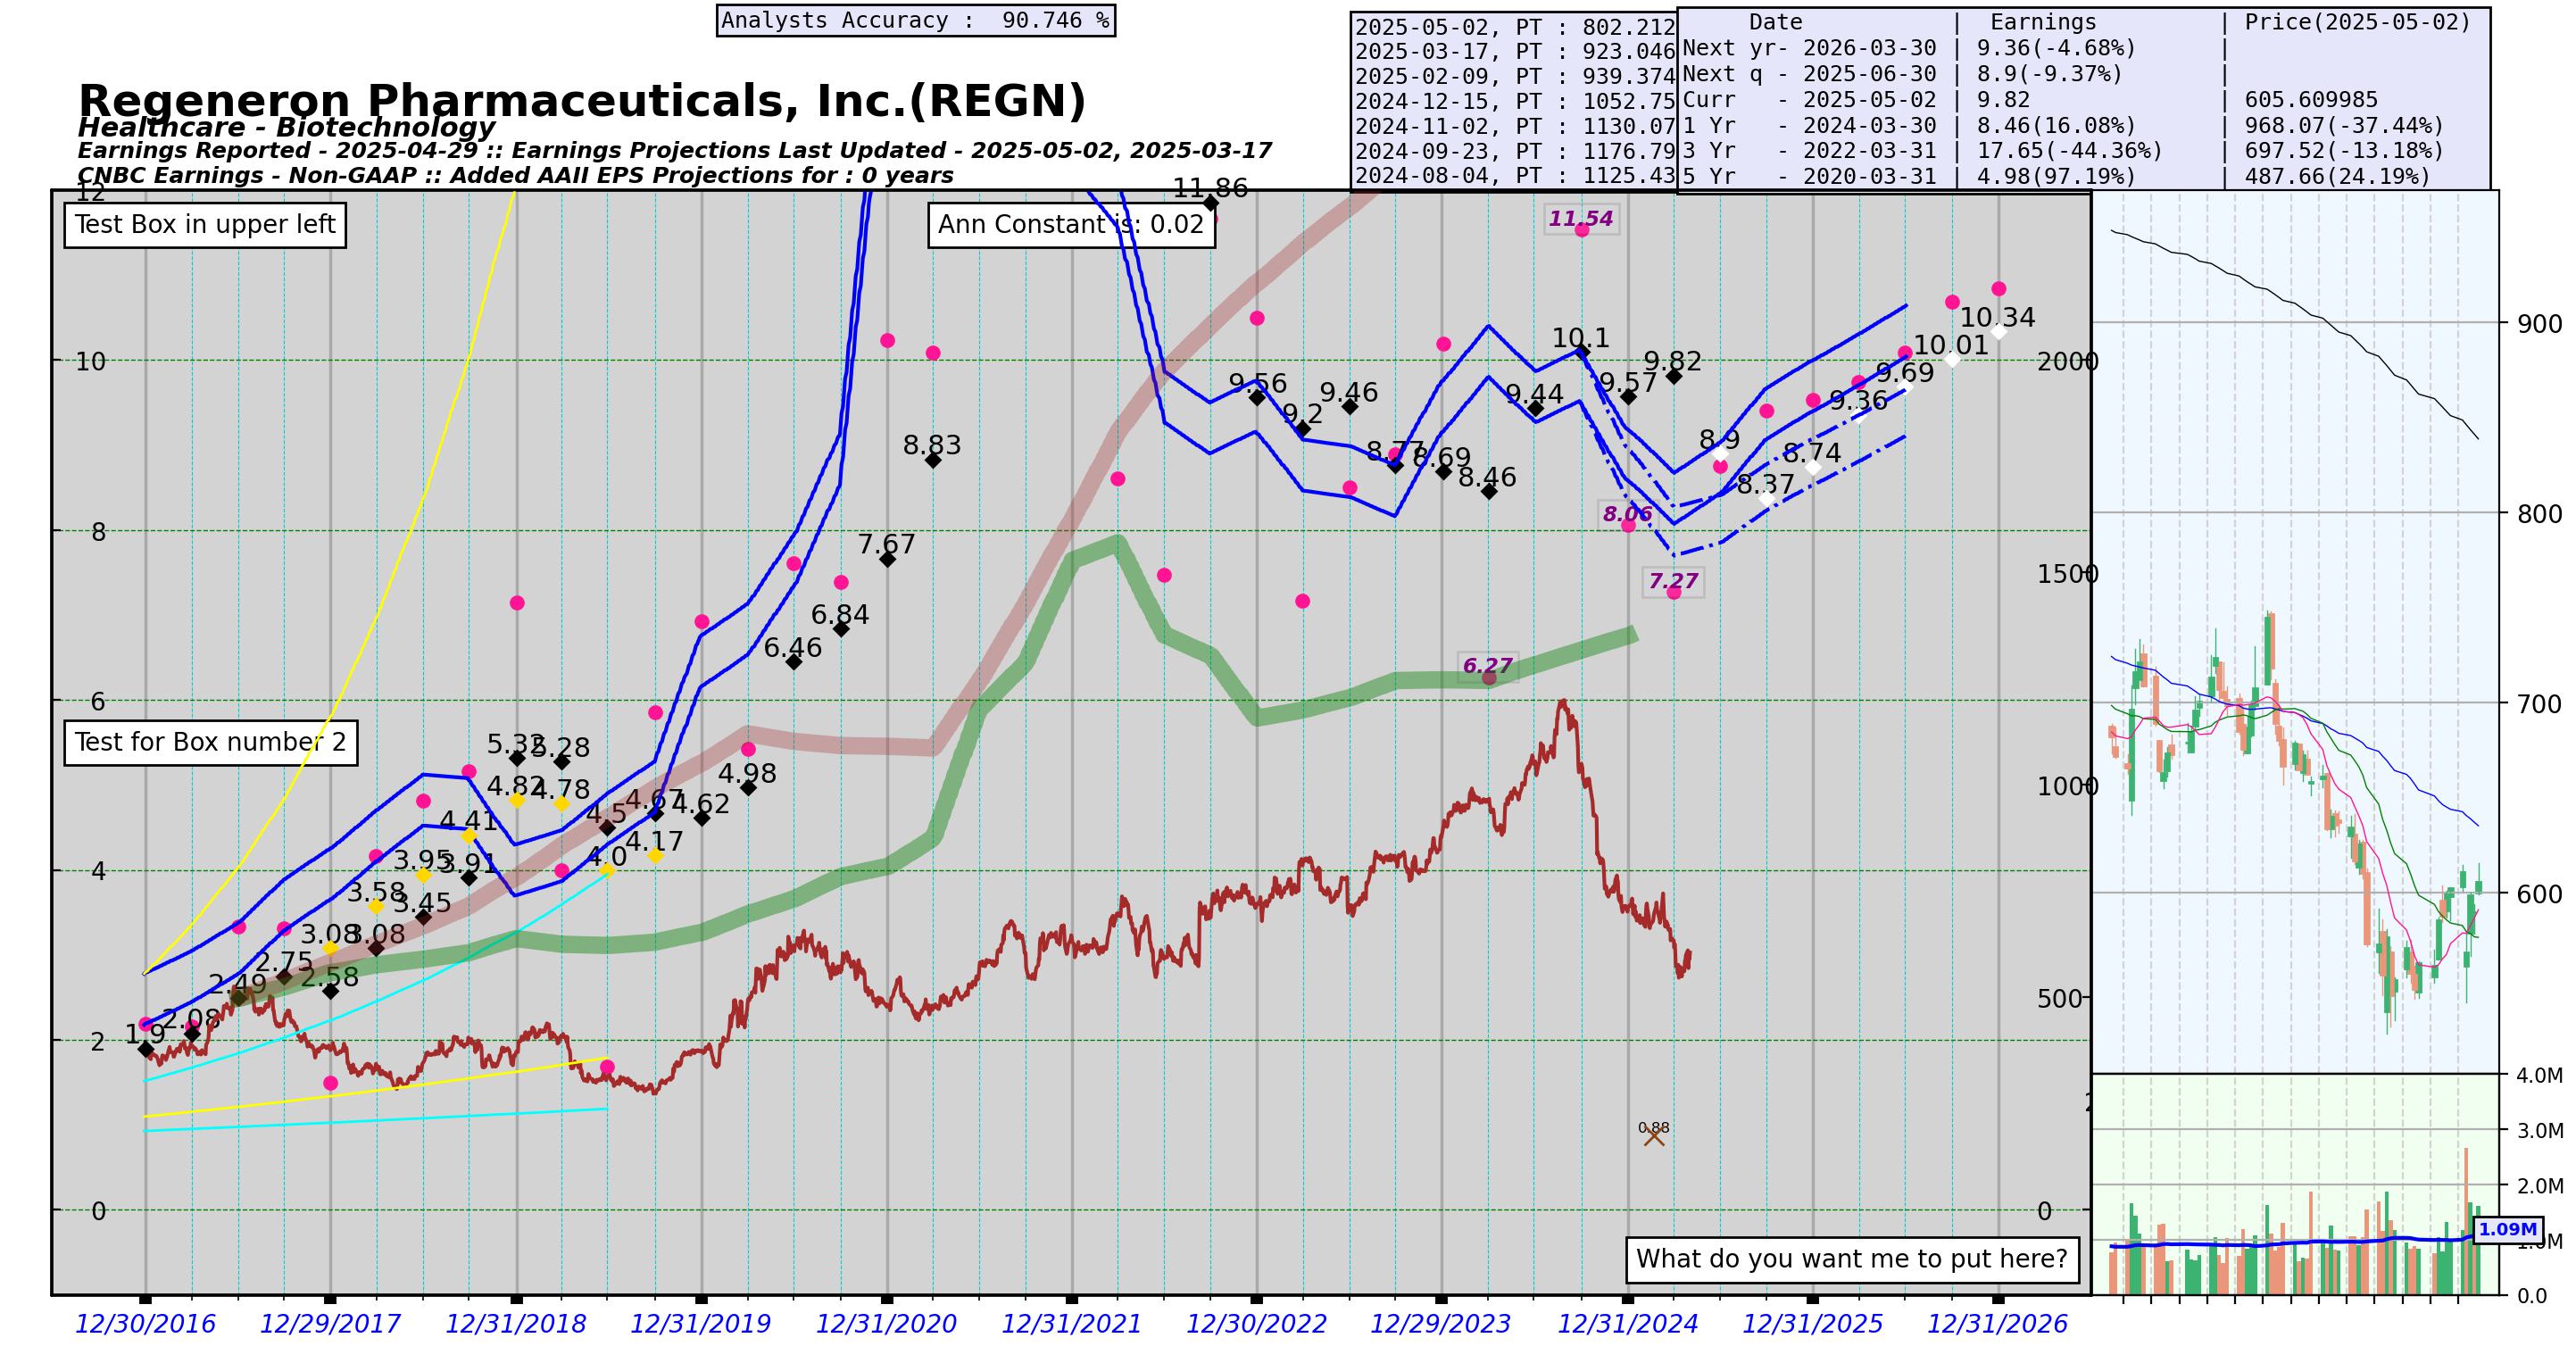 Analysts Accuracy :  90.746 %
2025-05-02, PT : 802.212
2025-03-17, PT : 923.046
2025-02-09, PT : 939.374
2024-12-15, PT : 1052.75
2024-11-02, PT : 1130.07
2024-09-23, PT : 1176.79
2024-08-04, PT : 1125.43
Date | Earnings | Price(2025-05-02)
Next yr- 2026-03-30 | 9.36(-4.68%) |
Next q - 2025-06-30 | 8.9(-9.37%) |
Curr - 2025-05-02 | 9.82 | 605.609985
1 Yr - 2024-03-30 | 8.46(16.08%) | 968.07(-37.44%)
3 Yr - 2022-03-31 | 17.65(-44.36%) | 697.52(-13.18%)
5 Yr - 2020-03-31 | 4.98(97.19%) | 487.66(24.19%)
Regeneron Pharmaceuticals, Inc.(REGN)
Healthcare - Biotechnology
Earnings Reported - 2025-04-29 :: Earnings Projections Last Updated - 2025-05-02, 2025-03-17
CNBC Earnings - Non-GAAP :: Added AAII EPS Projections for : 0 years
Test Box in upper left
Ann Constant is: 0.02
Test for Box number 2
What do you want me to put here?
12
10
8
6
4
2
0
1.9
2.08
2.49
2.75
3.08
2.58
3.58
3.08
3.95
3.45
4.41
3.91
5.32
4.82
5.28
4.78
4.5
4.0
4.67
4.17
4.62
4.98
6.46
6.84
7.67
8.83
11.86
9.56
9.2
9.46
8.77
8.69
8.46
6.27
9.44
11.54
10.1
9.57
8.06
9.82
7.27
0.88
8.9
8.37
8.74
9.36
9.69
10.01
10.34
2000
1500
1000
500
0
900
800
700
600
4.0M
3.0M
2.0M
1.09M
0.0
12/30/2016
12/29/2017
12/31/2018
12/31/2019
12/31/2020
12/31/2021
12/30/2022
12/29/2023
12/31/2024
12/31/2025
12/31/2026